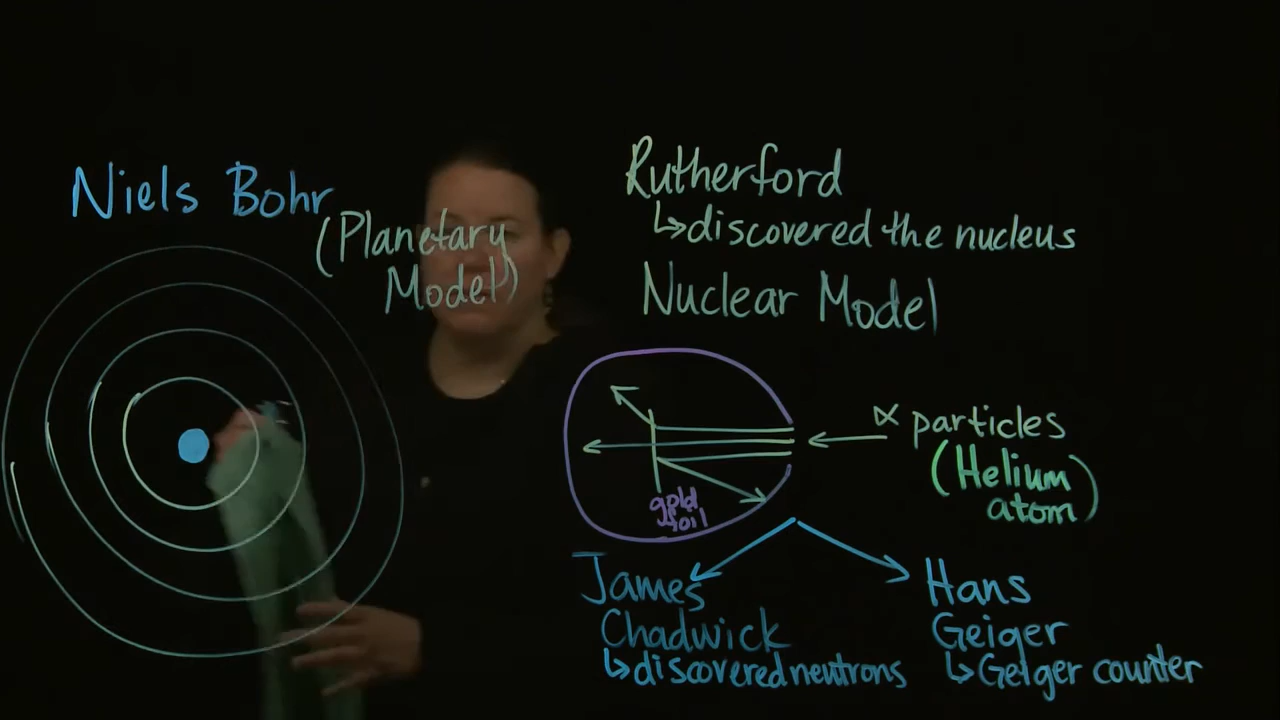 Niels Bohr
(Planetary
Model)
Rutherford
↳discovered the nucleus
Nuclear Model
∝ particles
(Helium
atom)
gold
foil
James
Chadwick
↳discovered neutrons
Hans
Geiger
↳Geiger counter